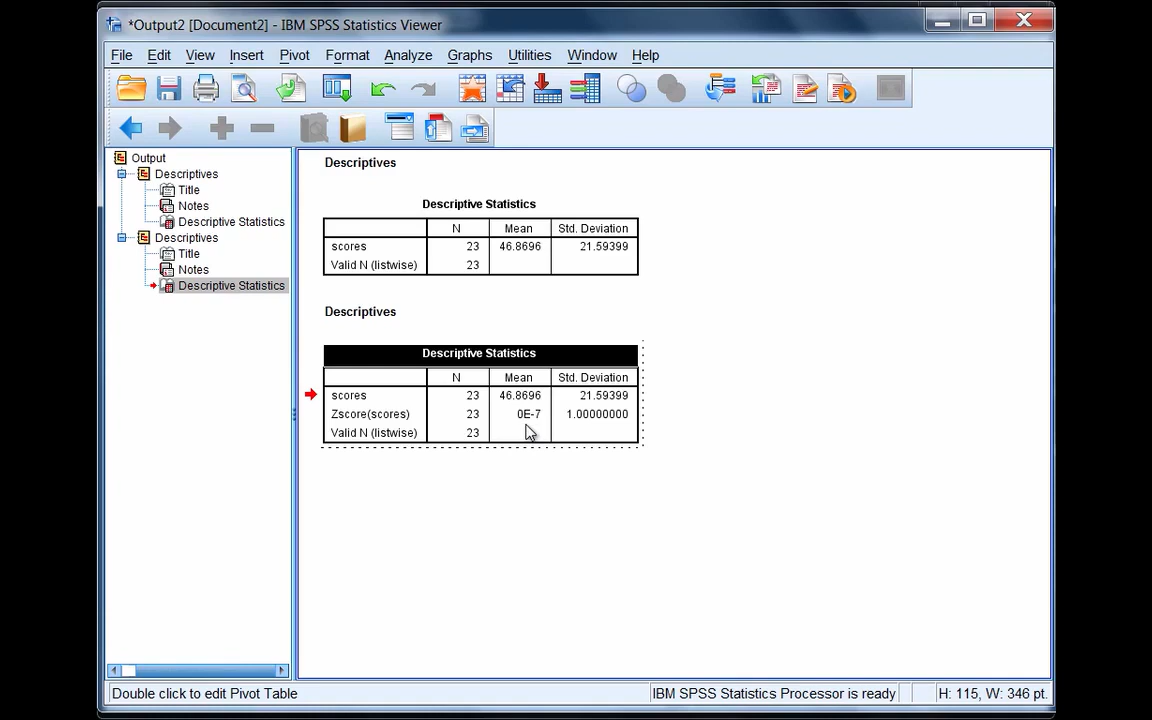 *Output2 [Document2] - IBM SPSS Statistics Viewer
File Edit View Insert Pivot Format Analyze Graphs Utilities Window Help
Output
Descriptives
Title
Notes
Descriptive Statistics
Descriptives
Title
Notes
Descriptive Statistics
Descriptives
Descriptive Statistics
N Mean Std. Deviation
scores 23 46.8696 21.59399
Valid N (listwise) 23
Descriptives
Descriptive Statistics
N Mean Std. Deviation
scores 23 46.8696 21.59399
Zscore(scores) 23 0E-7 1.00000000
Valid N (listwise) 23
Double click to edit Pivot Table IBM SPSS Statistics Processor is ready H: 115, W: 346 pt.